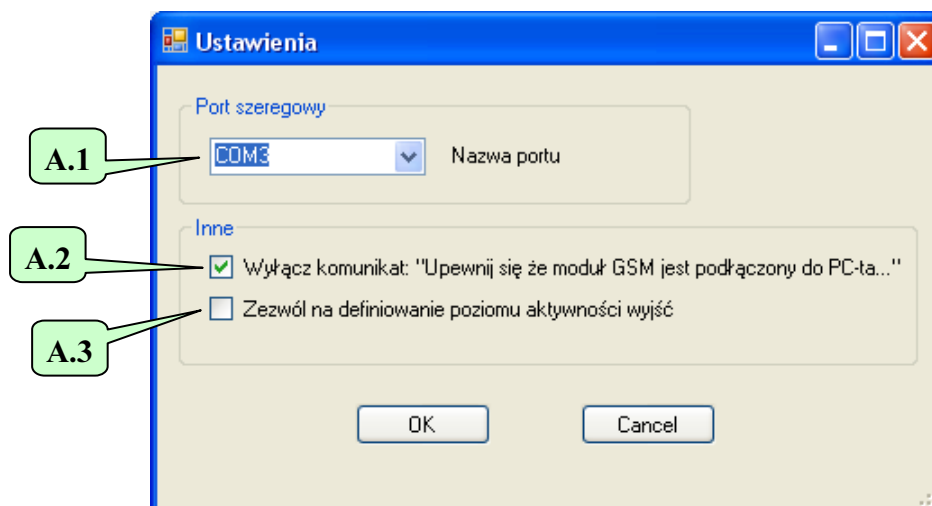 Ustawienia
Port szeregowy
A.1
COM3
Nazwa portu
Inne
A.2
Wyłącz komunikat: "Upewnij się że moduł GSM jest podłączony do PC-ta..."
Zezwól na definiowanie poziomu aktywności wyjść
A.3
OK
Cancel